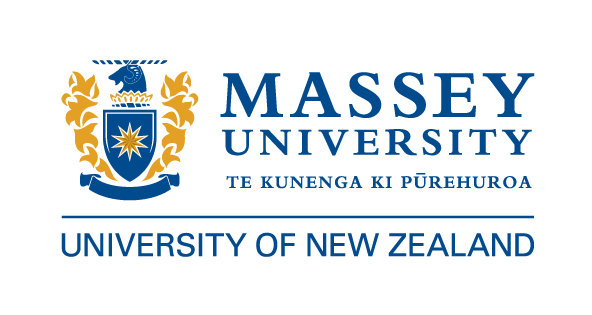 MASSEY
UNIVERSITY
TE KUNENGA KI PŪREHUROA
UNIVERSITY OF NEW ZEALAND